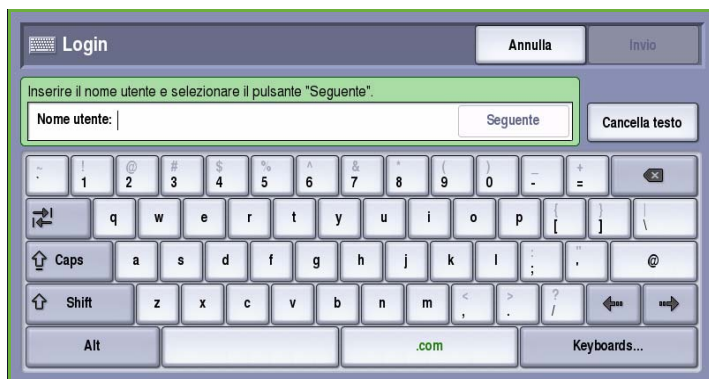 Login Annulla Invio
Inserire il nome utente e selezionare il pulsante "Seguente".
Nome utente: Seguente Cancella testo
~ ! @ # $ % ^ & * ( ) _ +
` 1 2 3 4 5 6 7 8 9 0 - =
q w e r t y u i o p { [ } ] | \
Caps a s d f g h j k l : ; " ' @
Shift z x c v b n m < , > . ? /
Alt .com Keyboards...